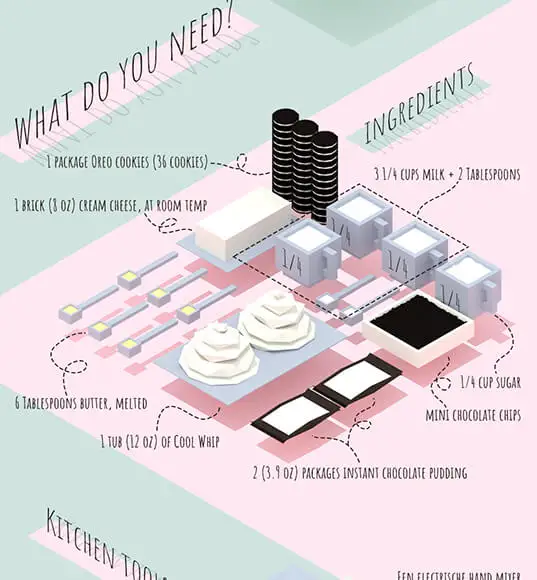 What do you need?
Ingredients
1 package Oreo cookies (36 cookies)
3 1/4 cups milk + 2 Tablespoons
1 brick (8 oz) cream cheese, at room temp
1/4
1/4
1/4
1/4
6 Tablespoons butter, melted
1/4 cup sugar
mini chocolate chips
1 tub (12 oz) of Cool Whip
2 (3.9 oz) packages instant chocolate pudding
Een electrische hand mixer